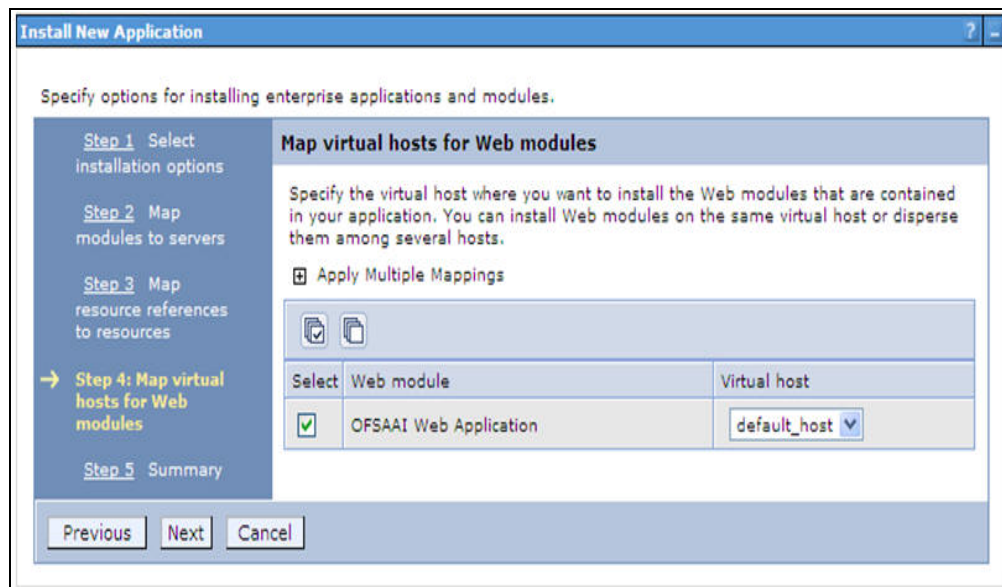 Install New Application
?
Specify options for installing enterprise applications and modules.
Step 1 Select
installation options
Step 2 Map
modules to servers
Step 3 Map
resource references
to resources
Step 4: Map virtual
hosts for Web
modules
Step 5 Summary
Map virtual hosts for Web modules
Specify the virtual host where you want to install the Web modules that are contained
in your application. You can install Web modules on the same virtual host or disperse
them among several hosts.
Apply Multiple Mappings
Select Web module Virtual host
OFSAAI Web Application default_host
Previous Next Cancel